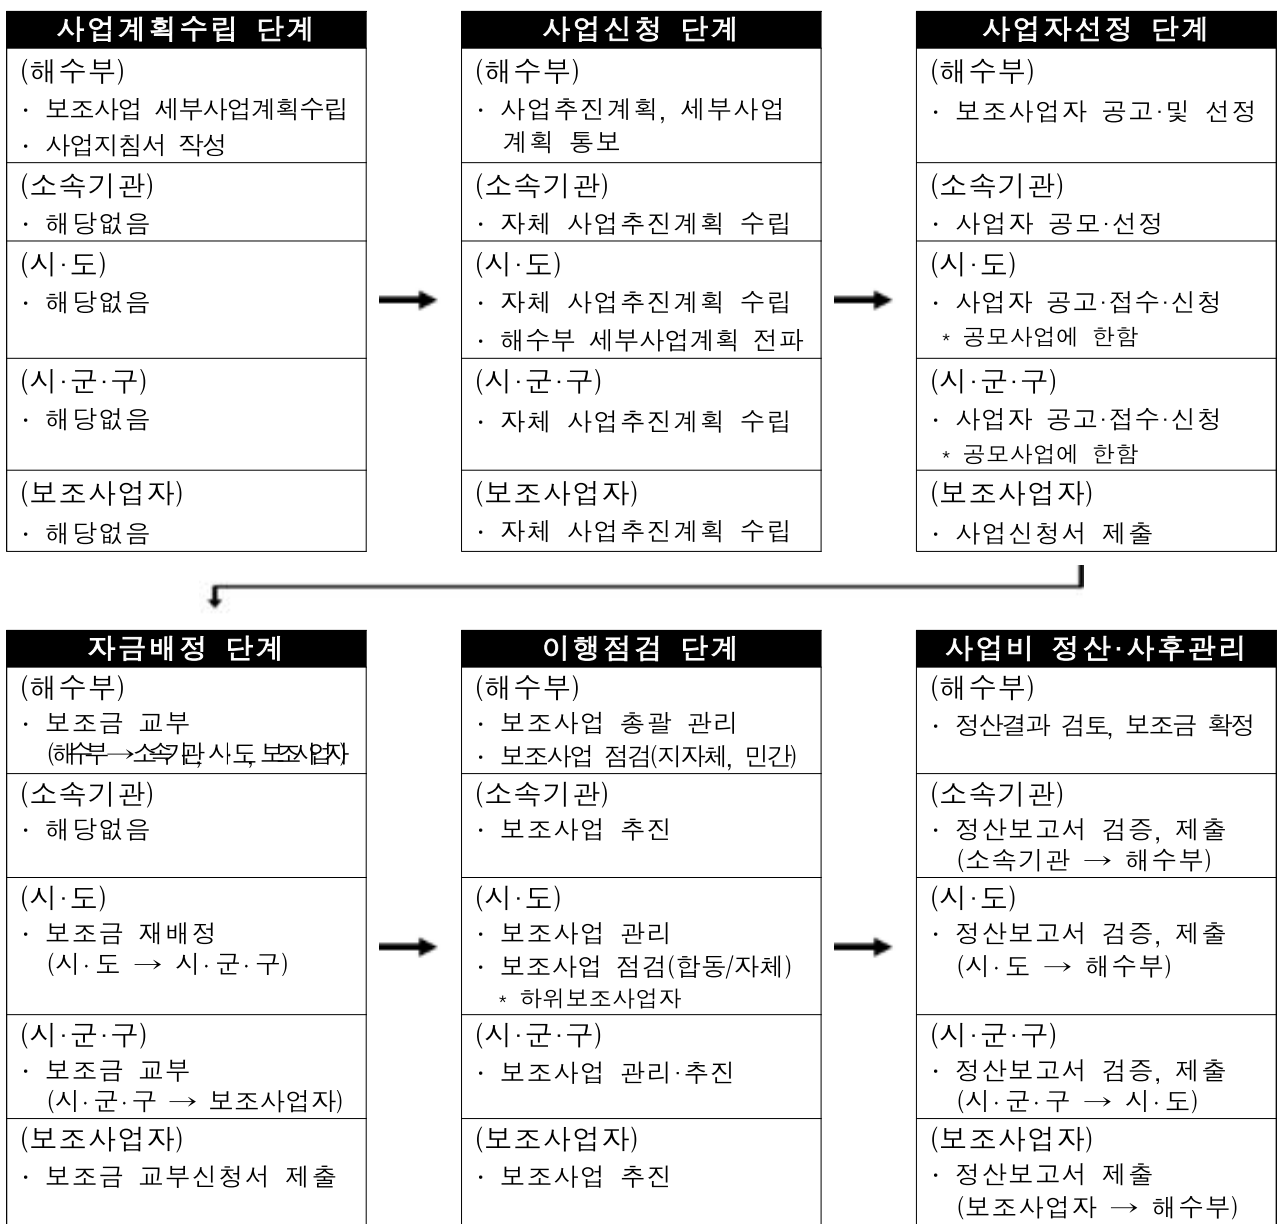 사업계획수립 단계
(해수부)
· 보조사업 세부사업계획수립
· 사업지침서 작성
(소속기관)
· 해당없음
(시·도)
· 해당없음
(시·군·구)
· 해당없음
(보조사업자)
· 해당없음
사업신청 단계
(해수부)
· 사업추진계획, 세부사업
계획 통보
(소속기관)
· 자체 사업추진계획 수립
(시·도)
· 자체 사업추진계획 수립
· 해수부 세부사업계획 전파
(시·군·구)
· 자체 사업추진계획 수립
(보조사업자)
· 자체 사업추진계획 수립
사업자선정 단계
(해수부)
· 보조사업자 공고·및 선정
(소속기관)
· 사업자 공모·선정
(시·도)
· 사업자 공고·접수·신청
* 공모사업에 한함
(시·군·구)
· 사업자 공고·접수·신청
* 공모사업에 한함
(보조사업자)
· 사업신청서 제출
자금배정 단계
(해수부)
· 보조금 교부
(해수부→소속기관, 시·도, 보조사업자)
(소속기관)
· 해당없음
(시·도)
· 보조금 재배정
(시·도 → 시·군·구)
(시·군·구)
· 보조금 교부
(시·군·구 → 보조사업자)
(보조사업자)
· 보조금 교부신청서 제출
이행점검 단계
(해수부)
· 보조사업 총괄 관리
· 보조사업 점검(지자체, 민간)
(소속기관)
· 보조사업 추진
(시·도)
· 보조사업 관리
· 보조사업 점검(합동/자체)
* 하위보조사업자
(시·군·구)
· 보조사업 관리·추진
(보조사업자)
· 보조사업 추진
사업비 정산·사후관리
(해수부)
· 정산결과 검토, 보조금 확정
(소속기관)
· 정산보고서 검증, 제출
(소속기관 → 해수부)
(시·도)
· 정산보고서 검증, 제출
(시·도 → 해수부)
(시·군·구)
· 정산보고서 검증, 제출
(시·군·구 → 시·도)
(보조사업자)
· 정산보고서 제출
(보조사업자 → 해수부)